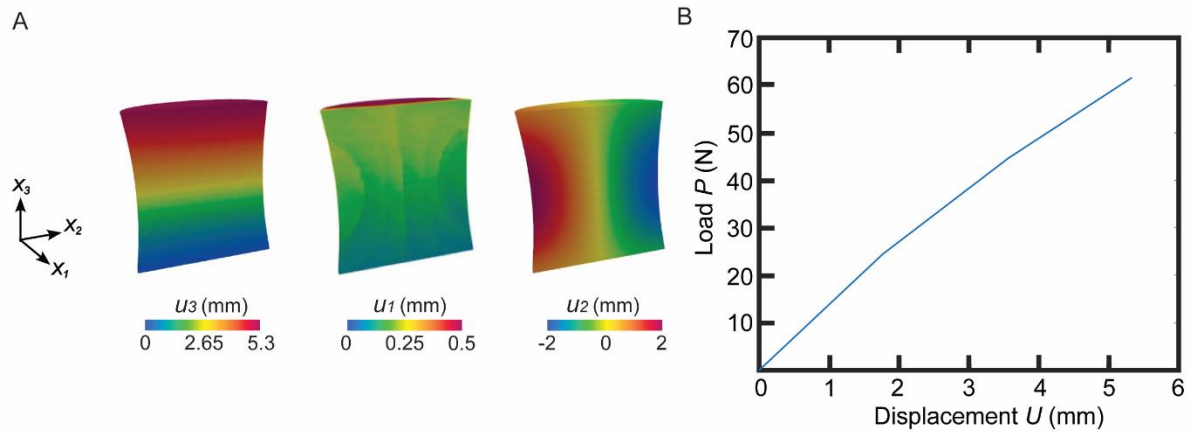 A
X3
X2
X1
u3 (mm)
0 2.65 5.3
u1 (mm)
0 0.25 0.5
u2 (mm)
-2 0 2
B
Load P (N)
70
60
50
40
30
20
10
0 1 2 3 4 5 6
Displacement U (mm)